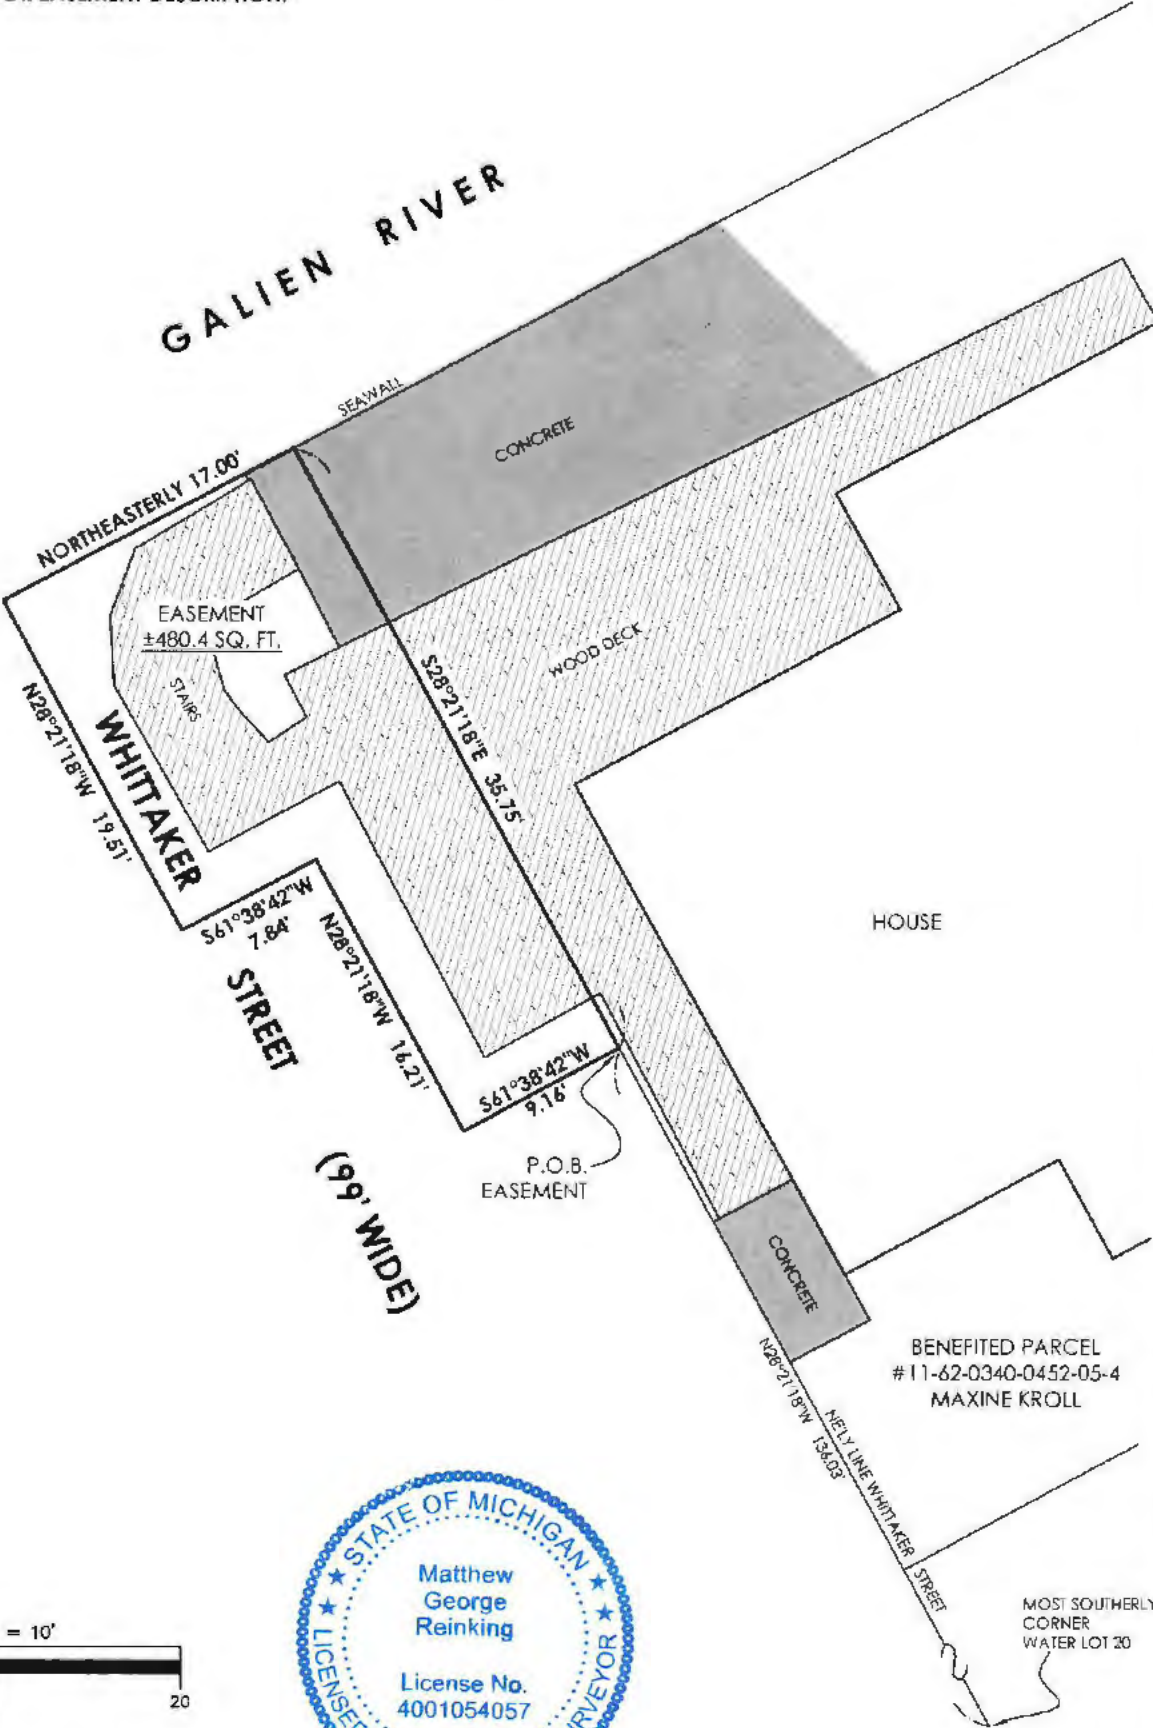 GALIEN RIVER
SEAWALL
CONCRETE
NORTHEASTERLY 17.00'
EASEMENT
±480.4 SQ. FT.
STAIRS
WOOD DECK
S28°21'18"E 35.75'
N28°21'18"W 19.51'
WHITTAKER
STREET
(99' WIDE)
S61°38'42"W
7.84'
N28°21'18"W 16.21'
S61°38'42"W
9.16'
HOUSE
P.O.B.
EASEMENT
CONCRETE
BENEFITED PARCEL
#11-62-0340-0452-05-4
MAXINE KROLL
N28°21'18"W 136.03'
NE'LY LINE WHITTAKER STREET
MOST SOUTHERLY
CORNER
WATER LOT 20
= 10'
20
STATE OF MICHIGAN
Matthew
George
Reinking
License No.
4001054057